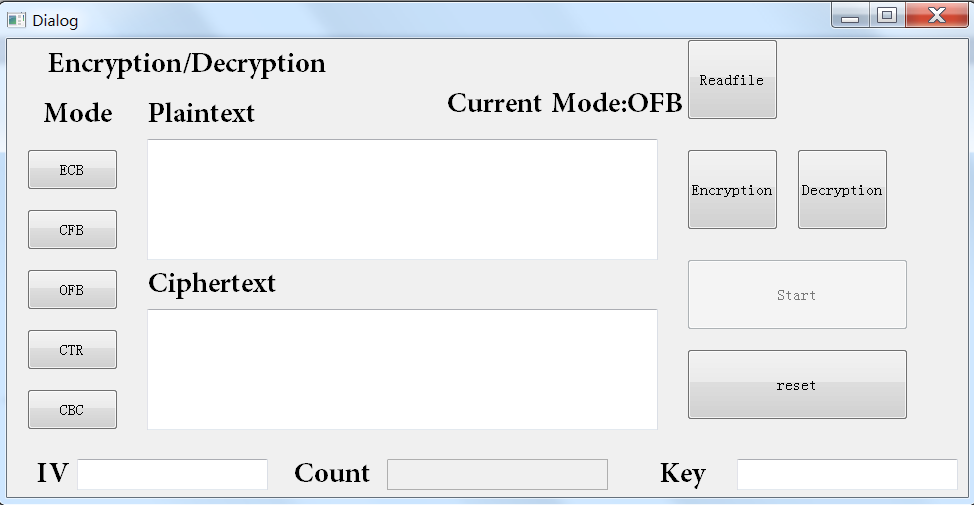 Dialog
Encryption/Decryption
Readfile
Current Mode:OFB
Mode
Plaintext
ECB
Encryption
Decryption
CFB
Ciphertext
OFB
Start
CTR
reset
CBC
IV
Count
Key